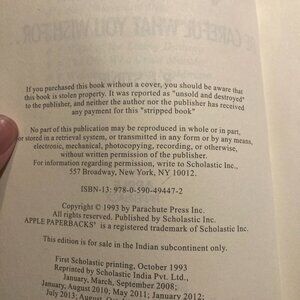 If you purchased this book without a cover, you should be aware that
this book is stolen property. It was reported as "unsold and destroyed"
to the publisher, and neither the author nor the publisher has received
any payment for this "stripped book"
No part of this publication may be reproduced in whole or in part,
or stored in a retrieval system, or transmitted in any form or by any means,
electronic, mechanical, photocopying, recording, or otherwise,
without written permission of the publisher.
For information regarding permission, write to Scholastic Inc.,
557 Broadway, New York, NY 10012.
ISBN-13: 978-0-590-49447-2
Copyright © 1993 by Parachute Press Inc.
All rights reserved. Published by Scholastic Inc.
APPLE PAPERBACKS® is a registered trademark of Scholastic Inc.
This edition is for sale in the Indian subcontinent only.
First Scholastic printing, October 1993
Reprinted by Scholastic India Pvt. Ltd.,
January, March, September 2008;
January, August 2010; May 2011; January 2012;
July 2013; August,